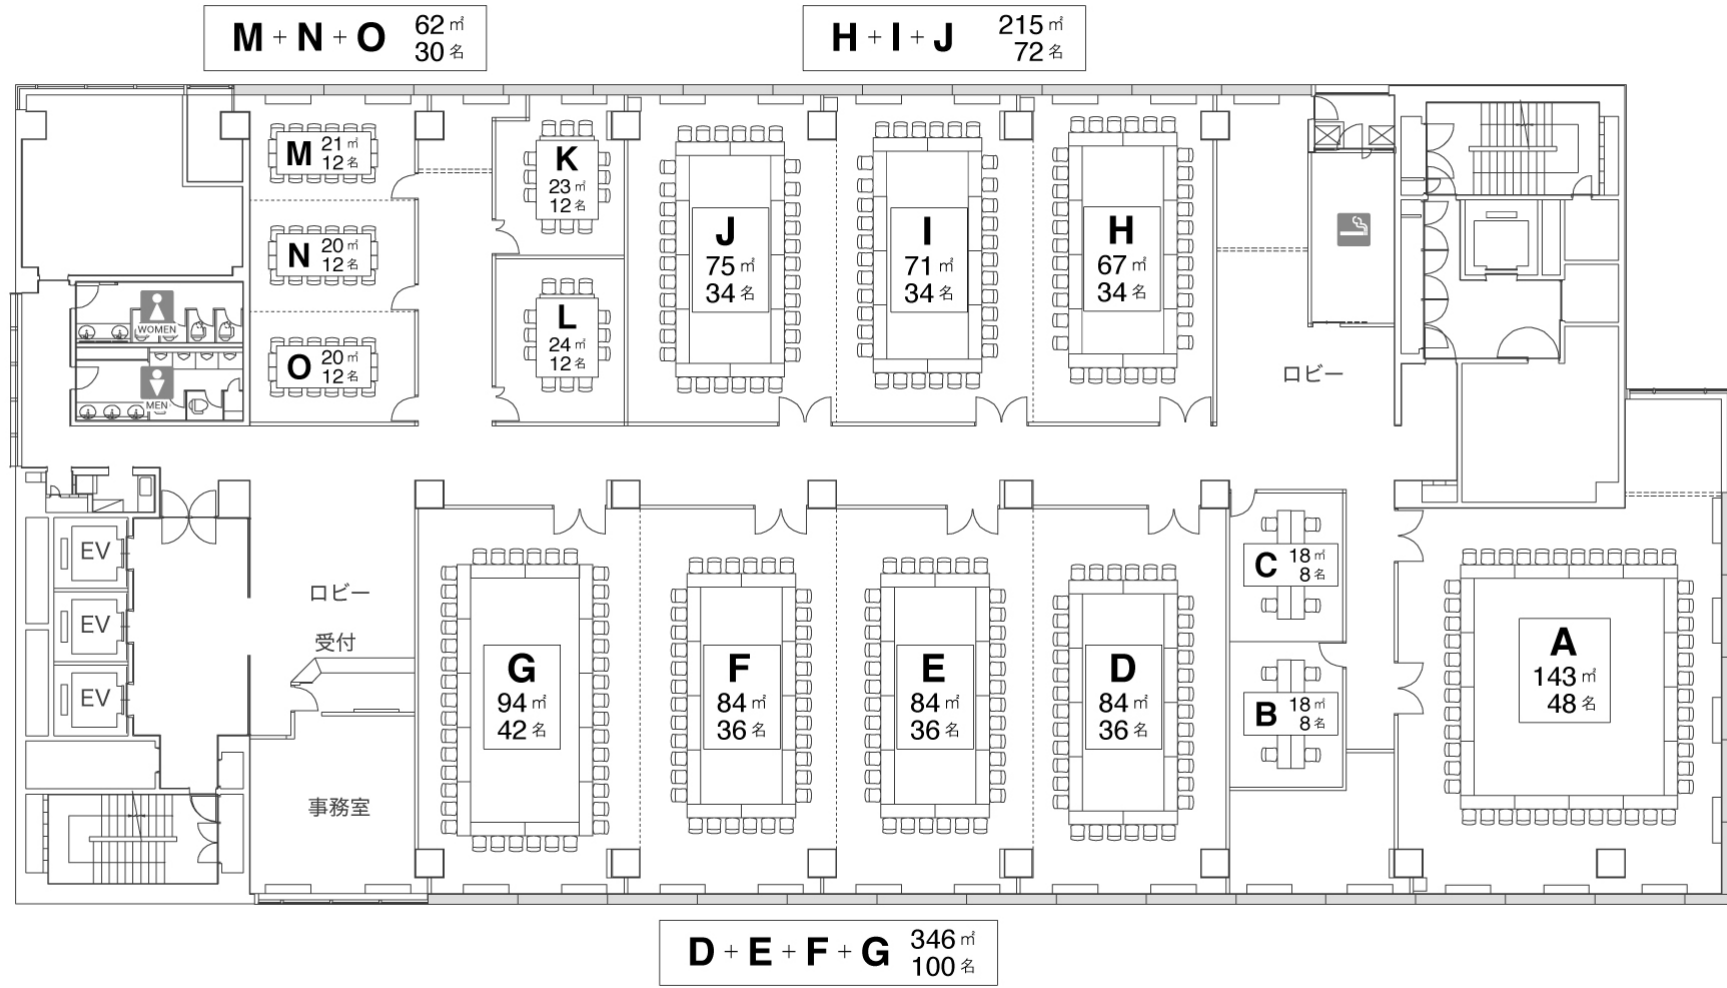 M + N + O 62㎡
30名
H + I + J 215㎡
72名
M 21㎡
12名
K
23㎡
12名
J
75㎡
34名
I
71㎡
34名
H
67㎡
34名
N 20㎡
12名
WOMEN
L
24㎡
12名
O 20㎡
12名
MEN
ロビー
EV
EV
EV
ロビー
受付
事務室
G
94㎡
42名
F
84㎡
36名
E
84㎡
36名
D
84㎡
36名
C 18㎡
8名
B 18㎡
8名
A
143㎡
48名
D + E + F + G 346㎡
100名